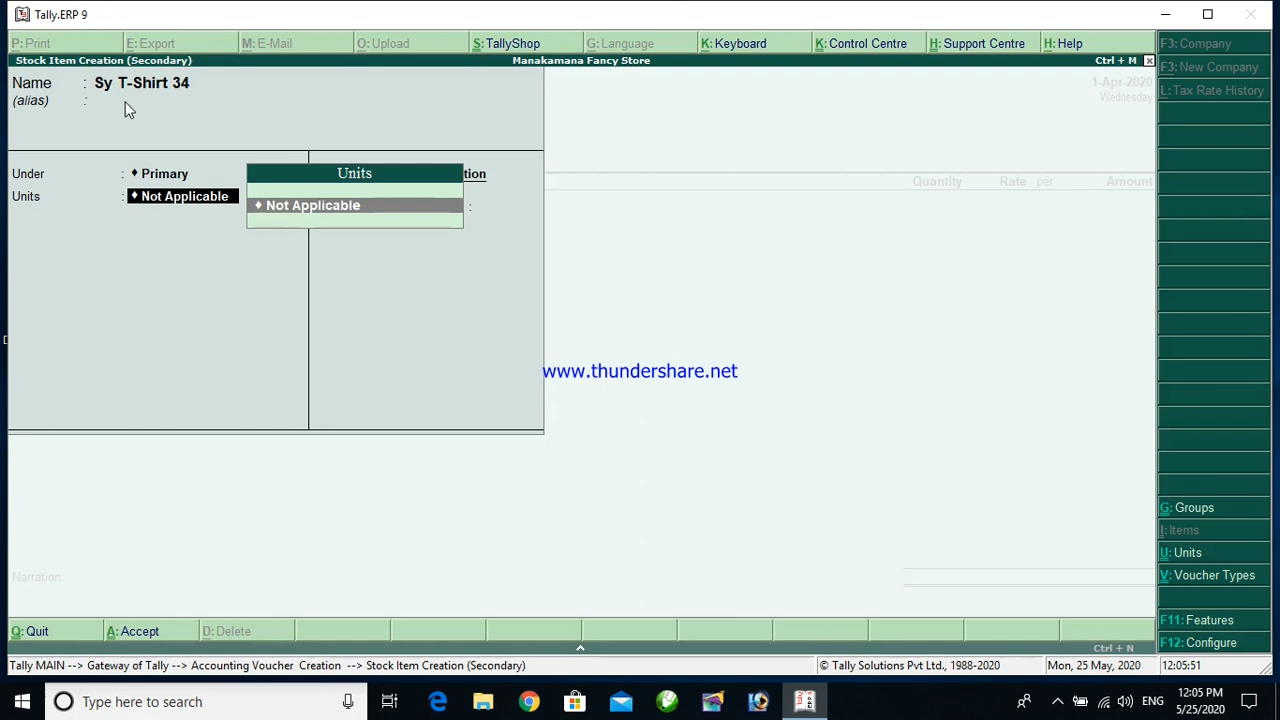 Tally.ERP 9
P: Print E: Export M: E-Mail O: Upload S: TallyShop G: Language K: Keyboard K: Control Centre H: Support Centre H: Help F3: Company
Stock Item Creation (Secondary) Manakamana Fancy Store Ctrl + M x
F3: New Company
Name : Sy T-Shirt 34 1-Apr-2020
L: Tax Rate History
(alias) : Wednesday
Under : ♦ Primary Units tion
Quantity Rate per Amount
Units : ♦ Not Applicable
♦ Not Applicable :
www.thundershare.net
G: Groups
I: Items
U: Units
Narration: V: Voucher Types
F11: Features
Q: Quit A: Accept D: Delete
F12: Configure
Ctrl + N
Tally MAIN --> Gateway of Tally --> Accounting Voucher Creation --> Stock Item Creation (Secondary) © Tally Solutions Pvt Ltd., 1988-2020 Mon, 25 May, 2020 12:05:51
Type here to search ENG 12:05 PM
5/25/2020